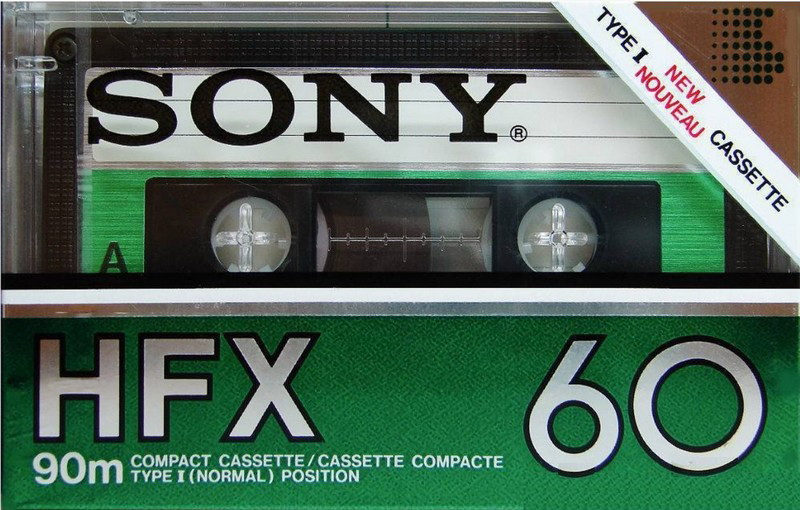 SONY®
TYPE I CASSETTE
NEW
NOUVEAU
A
HFX 60
90m COMPACT CASSETTE/CASSETTE COMPACTE
TYPE I (NORMAL) POSITION